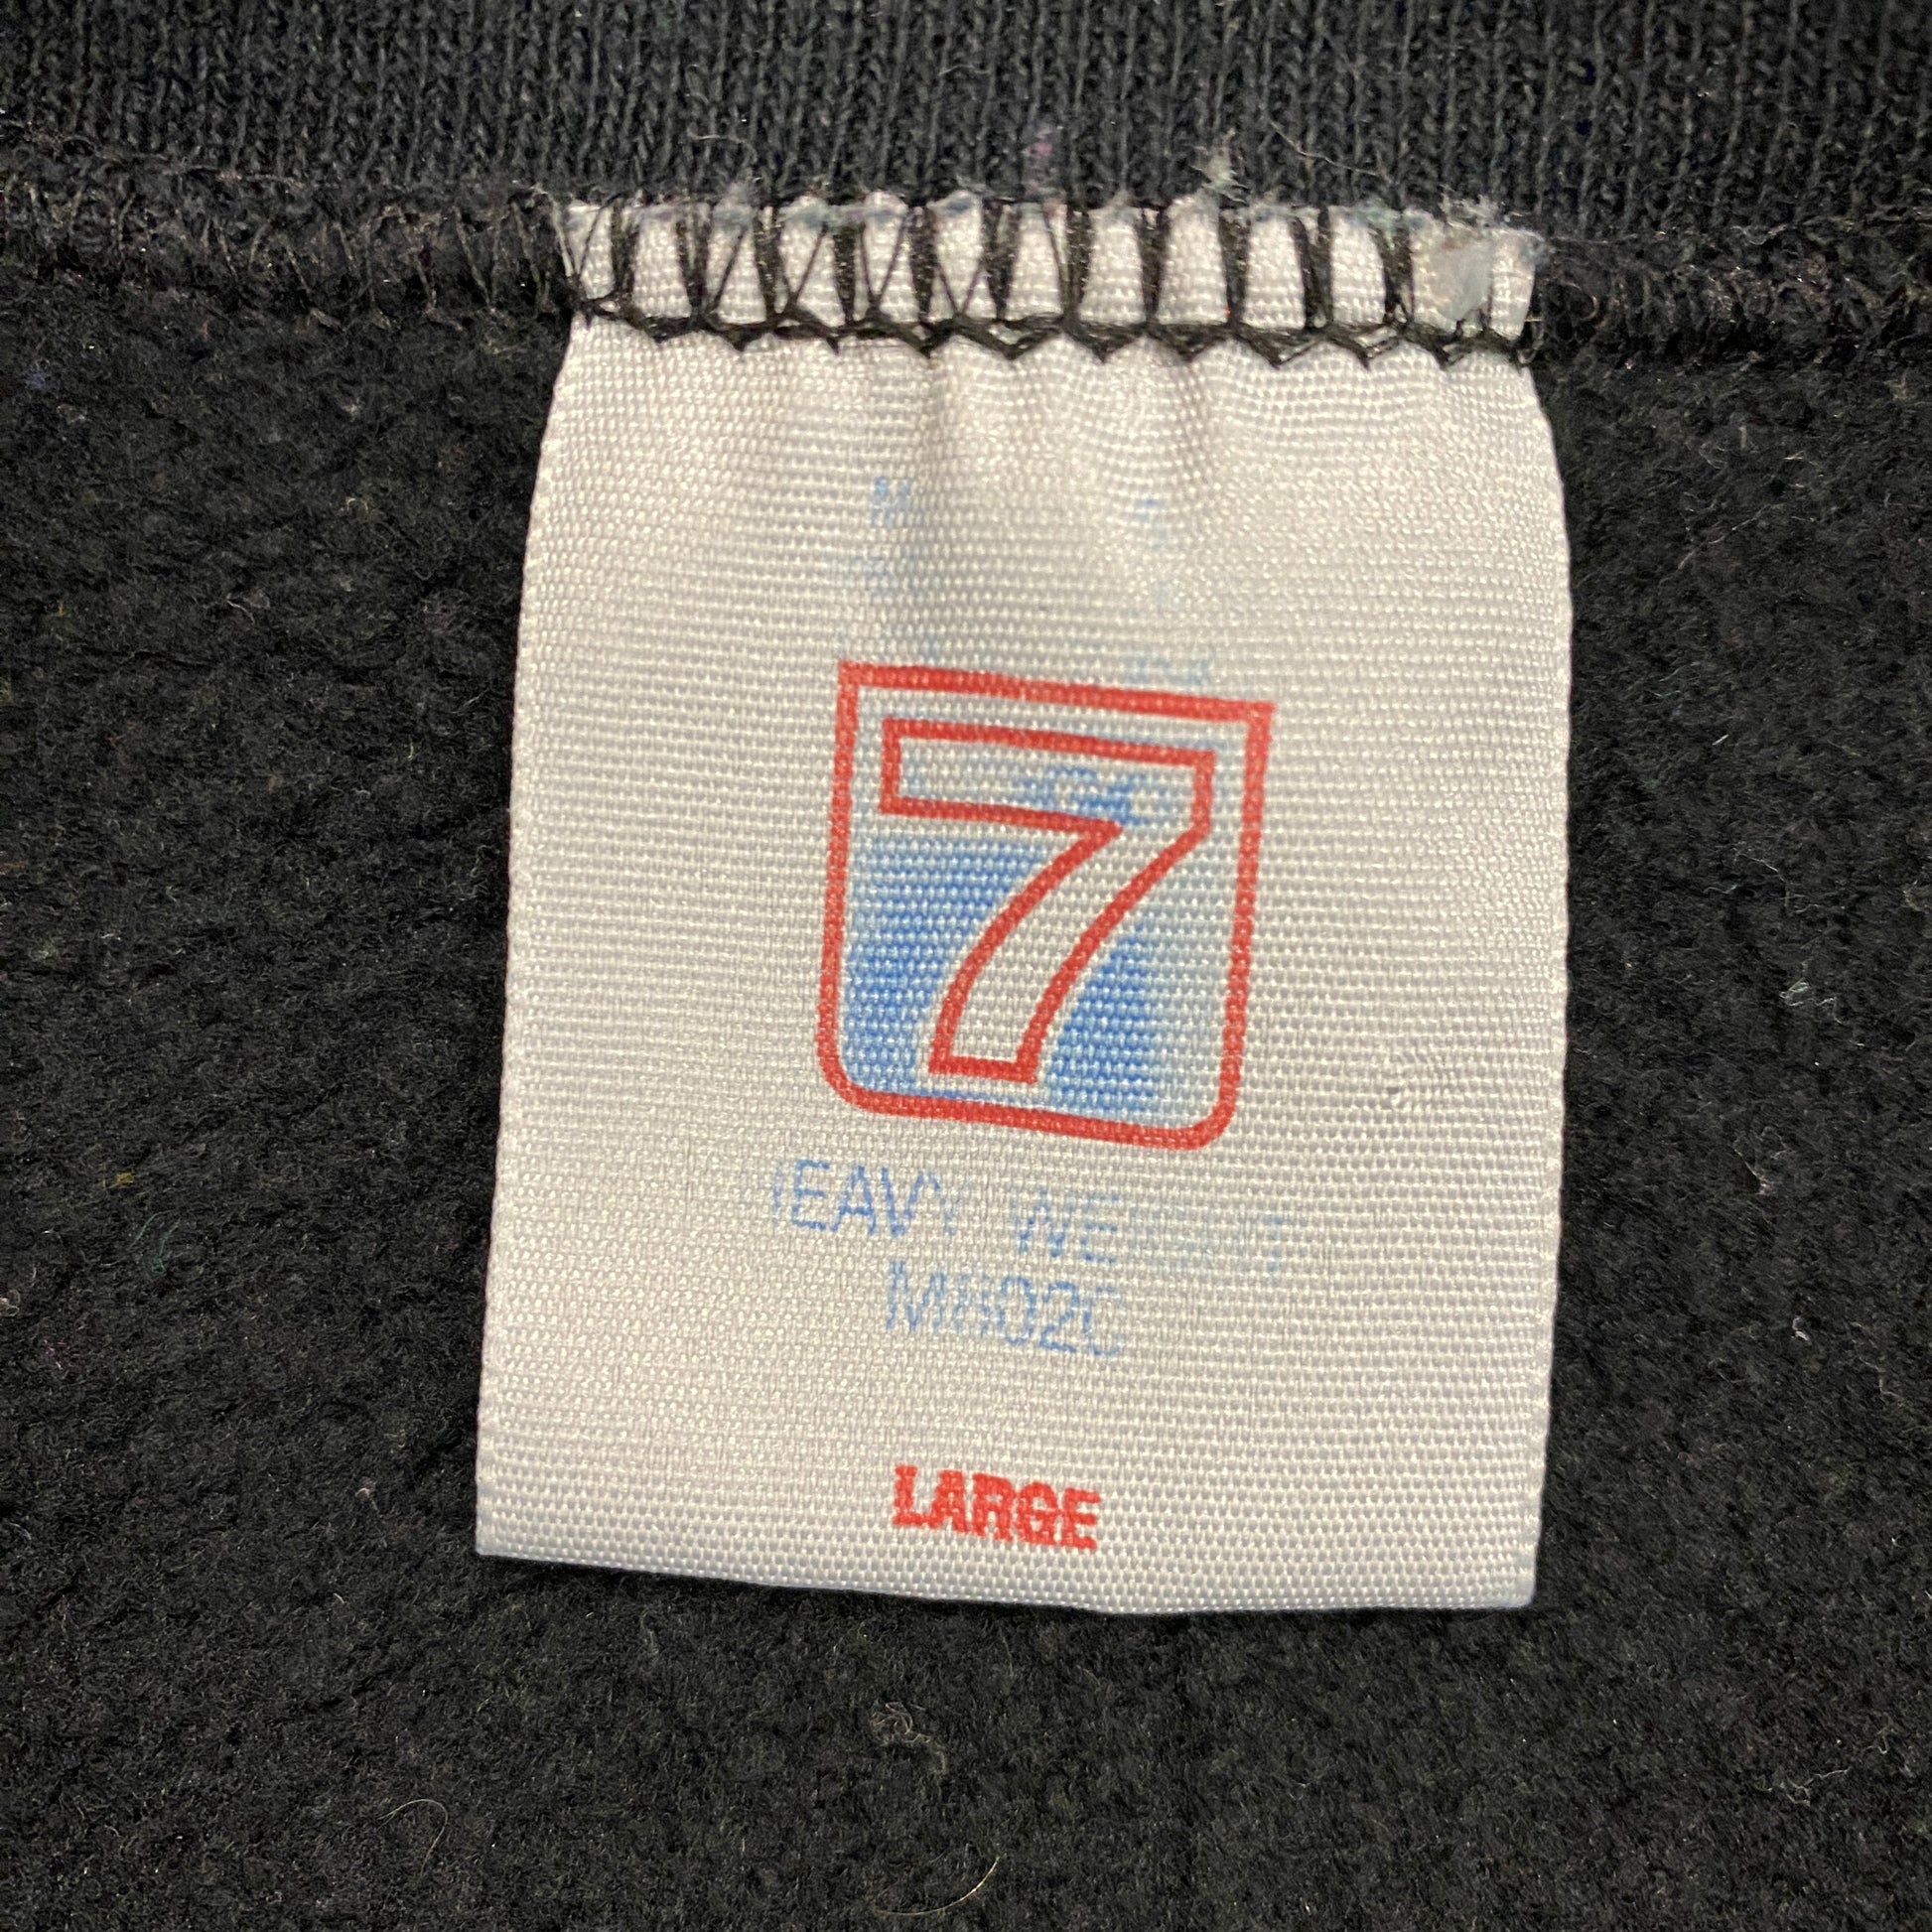 7
HEAVY WEIGHT
M802C
LARGE